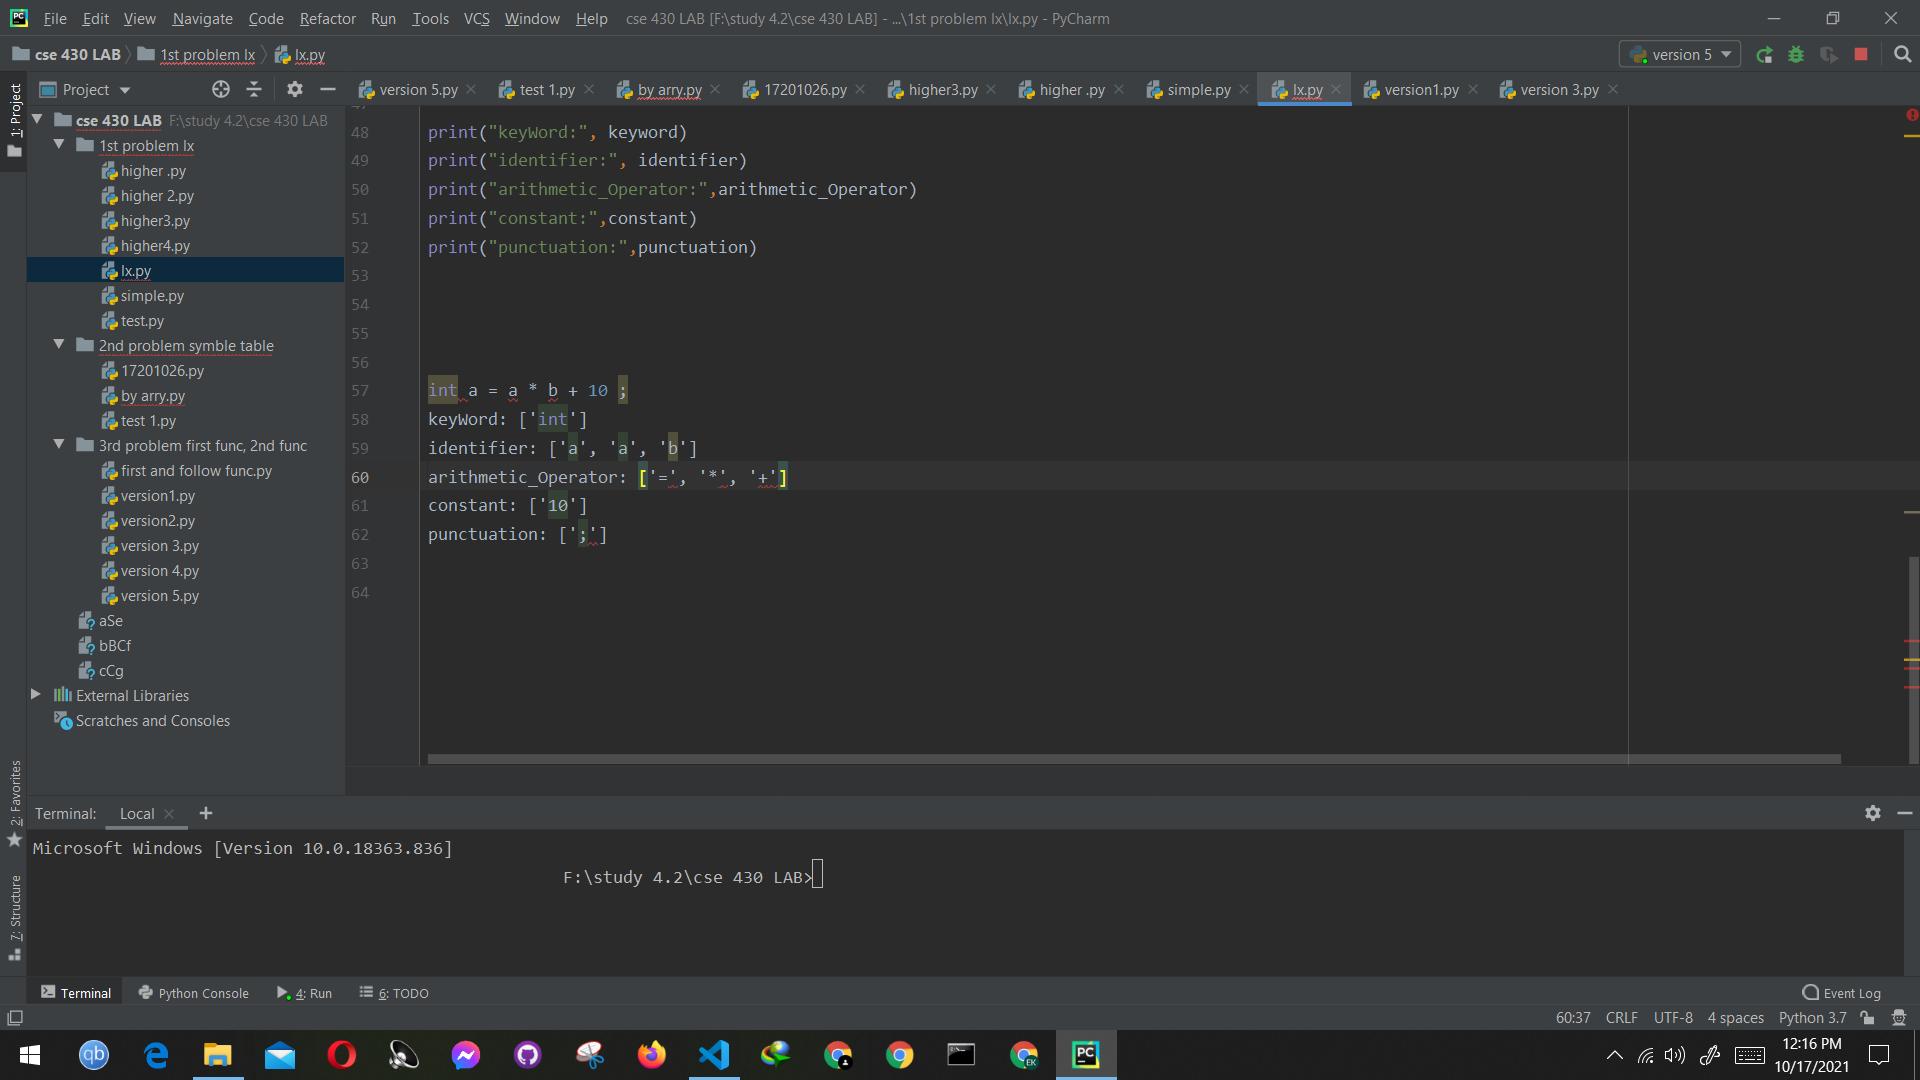 File Edit View Navigate Code Refactor Run Tools VCS Window Help cse 430 LAB [F:\study 4.2\cse 430 LAB] - ...\1st problem lx\lx.py - PyCharm
cse 430 LAB 1st problem lx lx.py version 5
Project version 5.py test 1.py by arry.py 17201026.py higher3.py higher .py simple.py lx.py version1.py version 3.py
1: Project
cse 430 LAB F:\study 4.2\cse 430 LAB
1st problem lx
higher .py
higher 2.py
higher3.py
higher4.py
lx.py
simple.py
test.py
2nd problem symble table
17201026.py
by arry.py
test 1.py
3rd problem first func, 2nd func
first and follow func.py
version1.py
version2.py
version 3.py
version 4.py
version 5.py
aSe
bBCf
cCg
External Libraries
Scratches and Consoles
48 print("keyWord:", keyword)
49 print("identifier:", identifier)
50 print("arithmetic_Operator:",arithmetic_Operator)
51 print("constant:",constant)
52 print("punctuation:",punctuation)
53
54
55
56
57 int a = a * b + 10 ;
58 keyWord: ['int']
59 identifier: ['a', 'a', 'b']
60 arithmetic_Operator: ['=', '*', '+']
61 constant: ['10']
62 punctuation: [';']
63
64
2: Favorites
7: Structure
Terminal: Local +
Microsoft Windows [Version 10.0.18363.836]
F:\study 4.2\cse 430 LAB>
Terminal Python Console 4: Run 6: TODO Event Log
60:37 CRLF UTF-8 4 spaces Python 3.7
qb EK PC
12:16 PM
10/17/2021